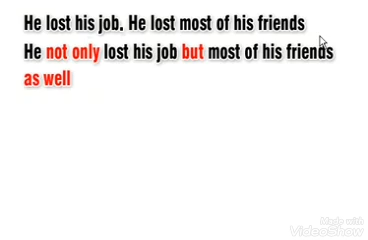 He lost his job. He lost most of his friends
He not only lost his job but most of his friends
as well
Made with
VideoShow